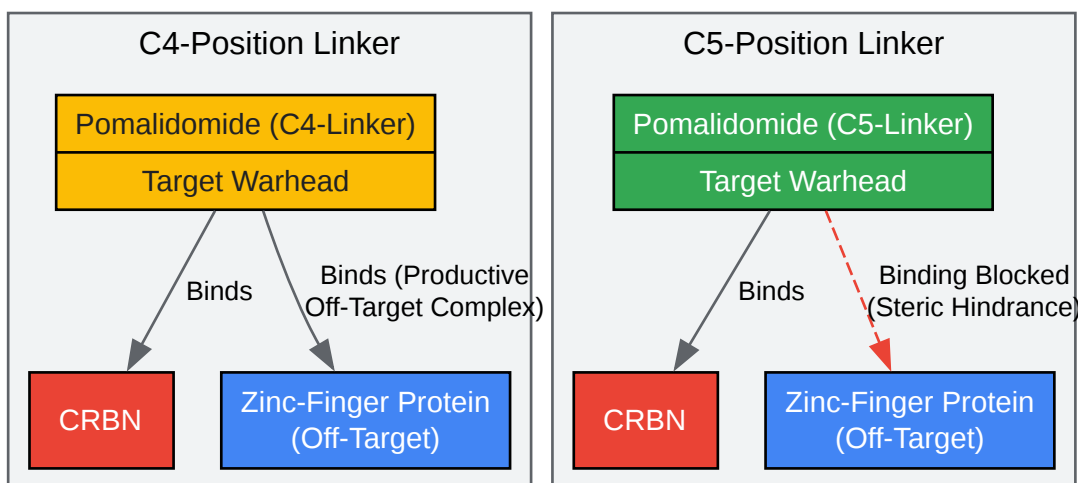 C4-Position Linker
Pomalidomide (C4-Linker)
Target Warhead
Binds
Binds (Productive
Off-Target Complex)
CRBN
Zinc-Finger Protein
(Off-Target)
C5-Position Linker
Pomalidomide (C5-Linker)
Target Warhead
Binds
Binding Blocked
(Steric Hindrance)
CRBN
Zinc-Finger Protein
(Off-Target)